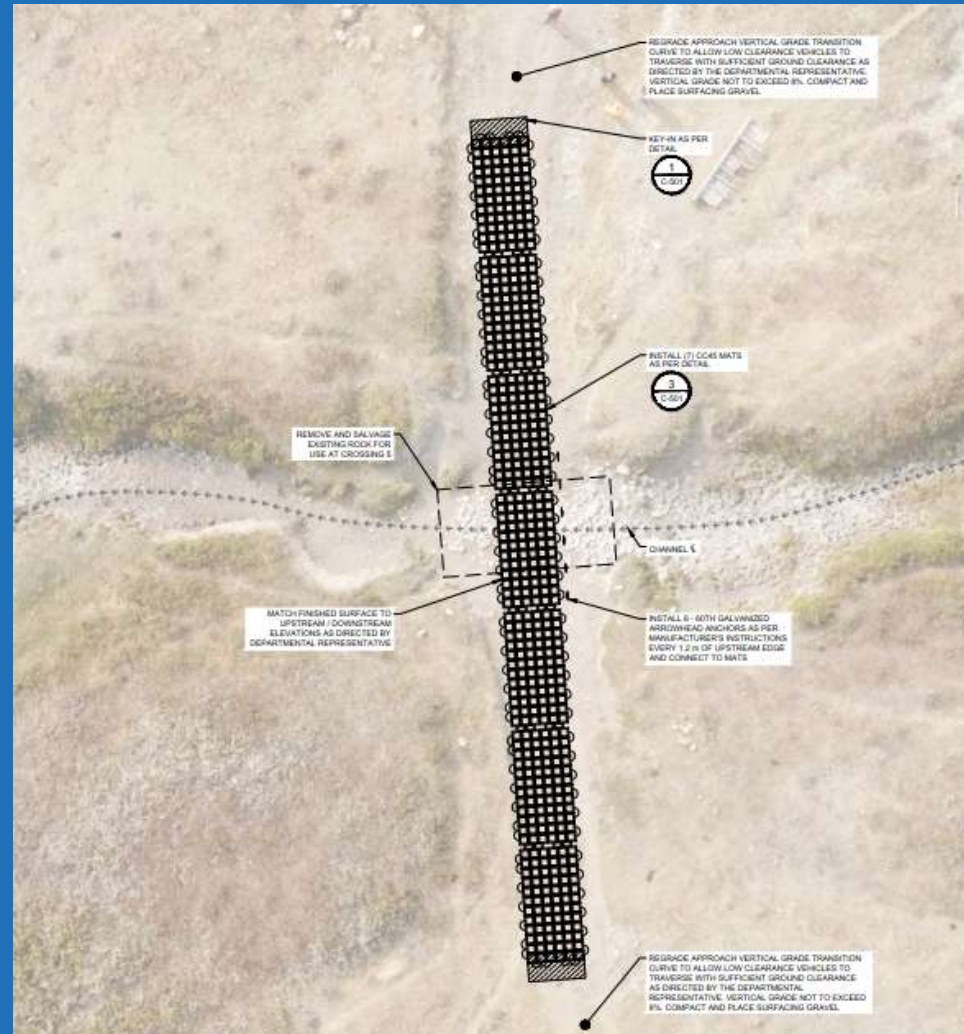 REGRADE APPROACH VERTICAL GRADE TRANSITION
CURVE TO ALLOW LOW CLEARANCE VEHICLES TO
TRAVERSE WITH SUFFICIENT GROUND CLEARANCE AS
DIRECTED BY THE DEPARTMENTAL REPRESENTATIVE.
VERTICAL GRADE NOT TO EXCEED 8%. COMPACT AND
PLACE SURFACING GRAVEL
KEY-IN AS PER
DETAIL
1
C-501
INSTALL (7) CC45 MATS
AS PER DETAIL
3
C-501
REMOVE AND SALVAGE
EXISTING ROCK FOR
USE AT CROSSING 5
CHANNEL ℄
MATCH FINISHED SURFACE TO
UPSTREAM / DOWNSTREAM
ELEVATIONS AS DIRECTED BY
DEPARTMENTAL REPRESENTATIVE
INSTALL 8 - 60TH GALVANIZED
ARROWHEAD ANCHORS AS PER
MANUFACTURER'S INSTRUCTIONS
EVERY 1.2 m OF UPSTREAM EDGE
AND CONNECT TO MATS
REGRADE APPROACH VERTICAL GRADE TRANSITION
CURVE TO ALLOW LOW CLEARANCE VEHICLES TO
TRAVERSE WITH SUFFICIENT GROUND CLEARANCE
AS DIRECTED BY THE DEPARTMENTAL
REPRESENTATIVE. VERTICAL GRADE NOT TO EXCEED
8%. COMPACT AND PLACE SURFACING GRAVEL